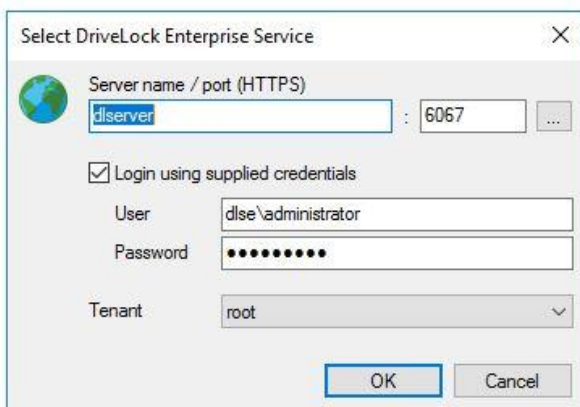 Select DriveLock Enterprise Service
Server name / port (HTTPS)
dlserver : 6067 ...
Login using supplied credentials
User dlse\administrator
Password ●●●●●●●●●
Tenant root
OK Cancel